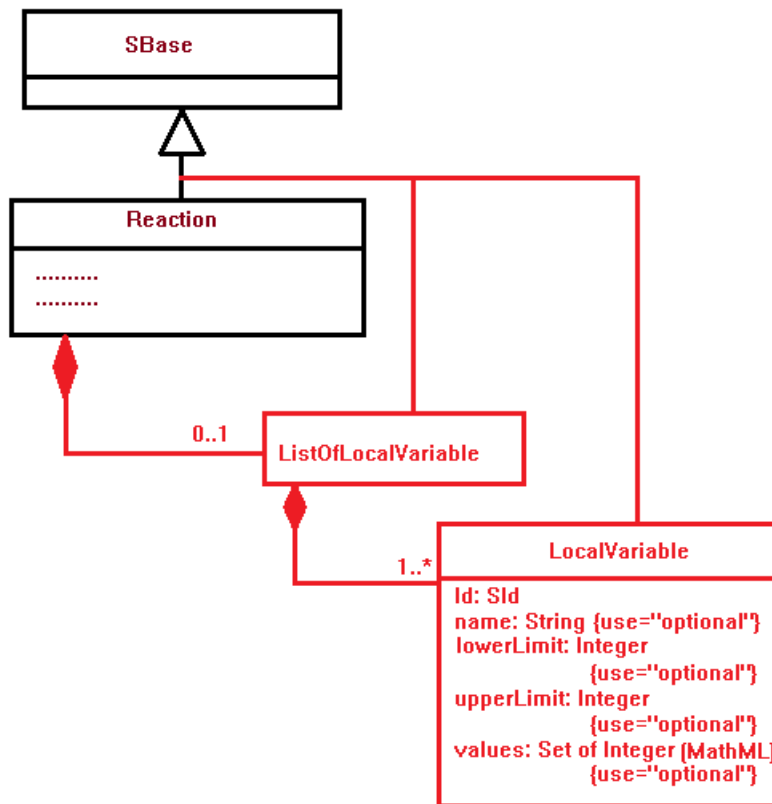 SBase
Reaction
..........
..........
0..1
ListOfLocalVariable
1..*
LocalVariable
Id: SId
name: String {use="optional"}
lowerLimit: Integer
{use="optional"}
upperLimit: Integer
{use="optional"}
values: Set of Integer [MathML]
{use="optional"}